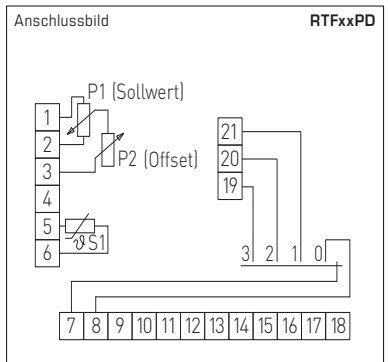 Anschlussbild RTFxxPD
P1 (Sollwert)
1
2
3
4
5
6
P2 (Offset)
ϑ S1
21
20
19
3 2 1 0
7 8 9 10 11 12 13 14 15 16 17 18